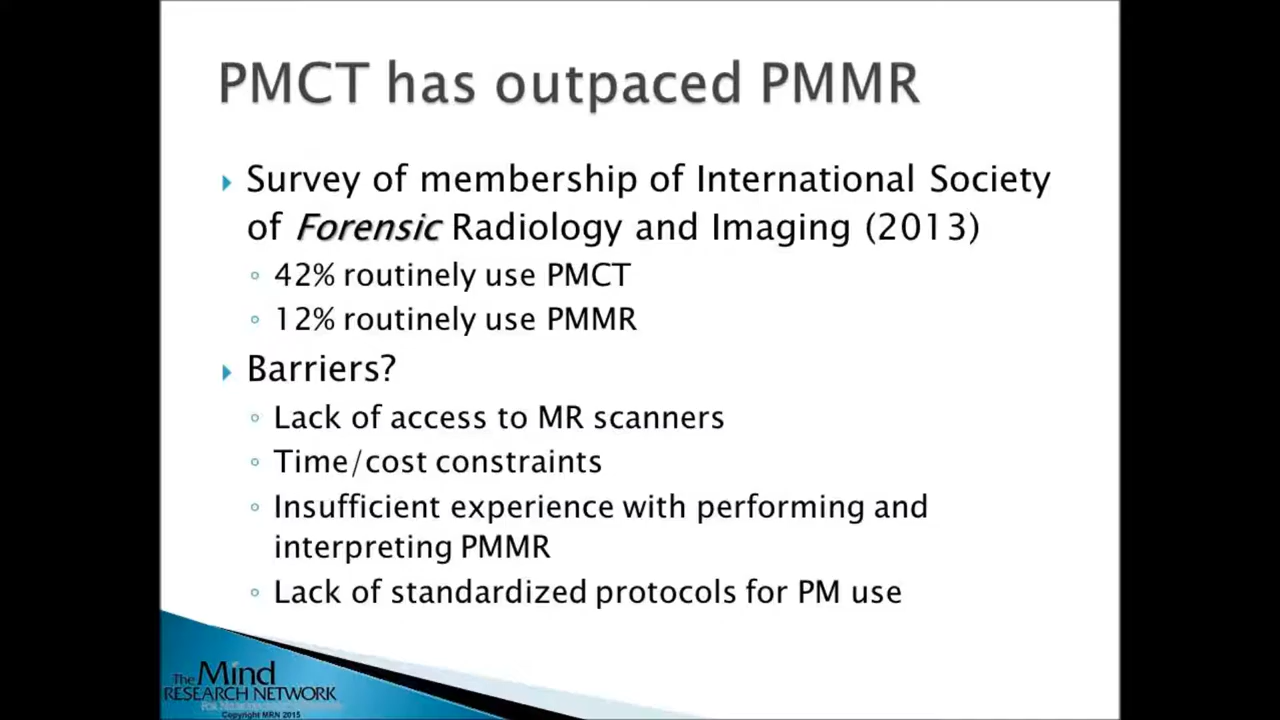 PMCT has outpaced PMMR
Survey of membership of International Society
of Forensic Radiology and Imaging (2013)
42% routinely use PMCT
12% routinely use PMMR
Barriers?
Lack of access to MR scanners
Time/cost constraints
Insufficient experience with performing and
interpreting PMMR
Lack of standardized protocols for PM use
The Mind
RESEARCH NETWORK
Copyright MRN 2015